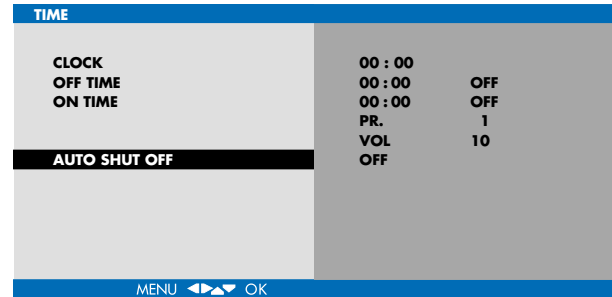 TIME
CLOCK 00 : 00
OFF TIME 00 : 00 OFF
ON TIME 00 : 00 OFF
PR. 1
VOL 10
AUTO SHUT OFF OFF
MENU ◀▶▲▼ OK